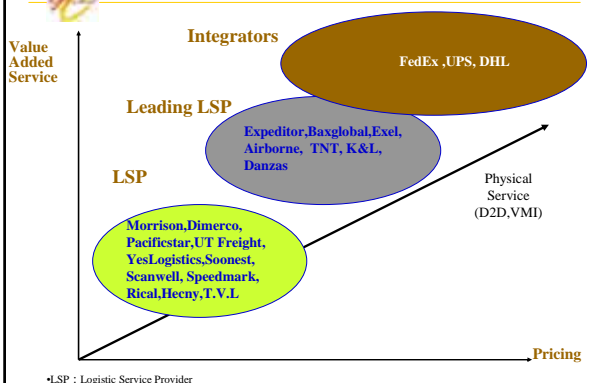 Value
Added
Service
Integrators
FedEx ,UPS, DHL
Leading LSP
Expeditor,Baxglobal,Exel,
Airborne,  TNT, K&L,
Danzas
LSP
Physical
Service
(D2D,VMI)
Morrison,Dimerco,
Pacificstar,UT Freight,
YesLogistics,Soonest,
Scanwell, Speedmark,
Rical,Hecny,T.V.L
Pricing
•LSP：Logistic Service Provider